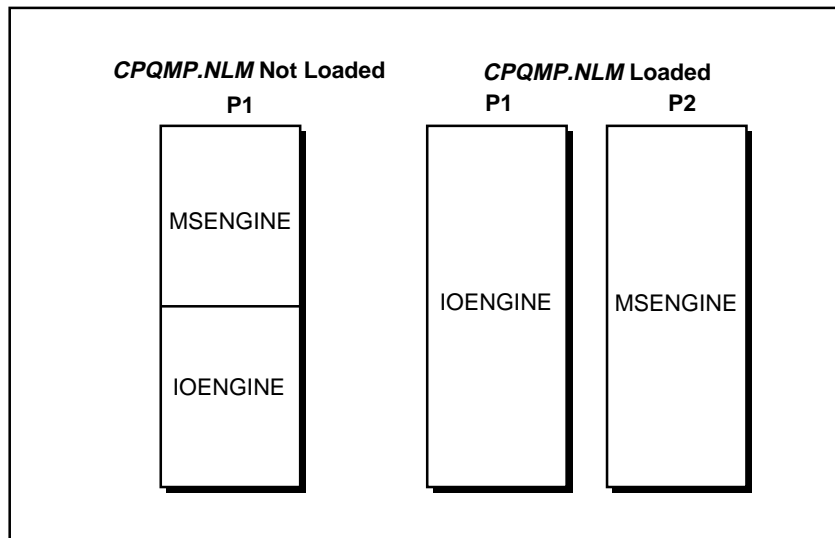 CPQMP.NLM Not Loaded
P1
MSENGINE
IOENGINE
CPQMP.NLM Loaded
P1
P2
IOENGINE
MSENGINE